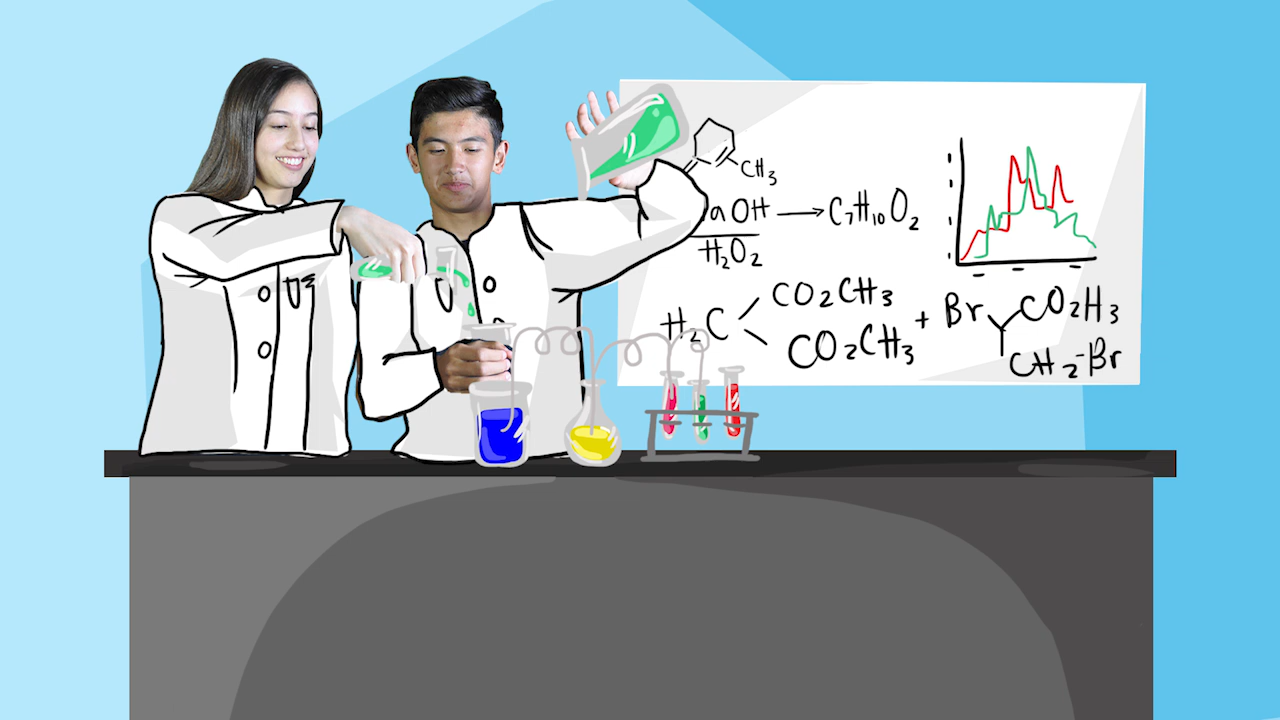 CH₃
aOH → C₇H₁₀O₂
H₂O₂
CO₂CH₃
H₂C
CO₂CH₃
+
Br CO₂H₃
CH₂-Br